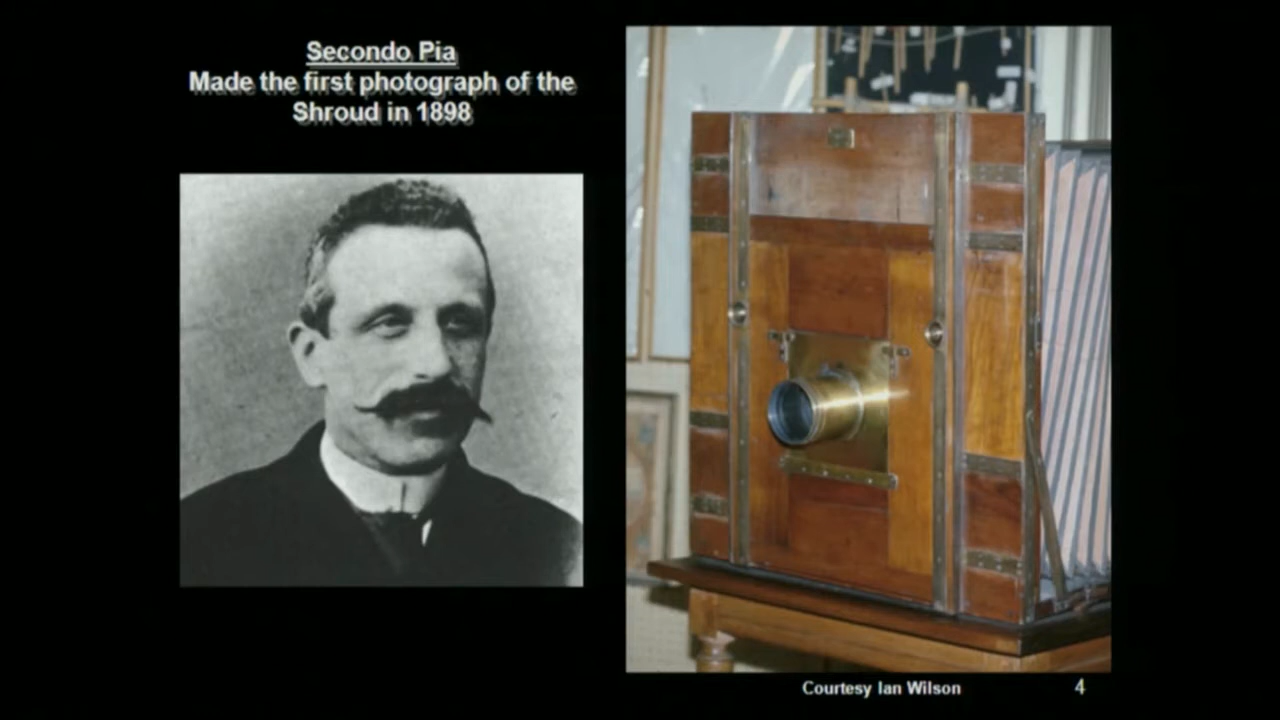 Secondo Pia
Made the first photograph of the
Shroud in 1898
Courtesy Ian Wilson
4